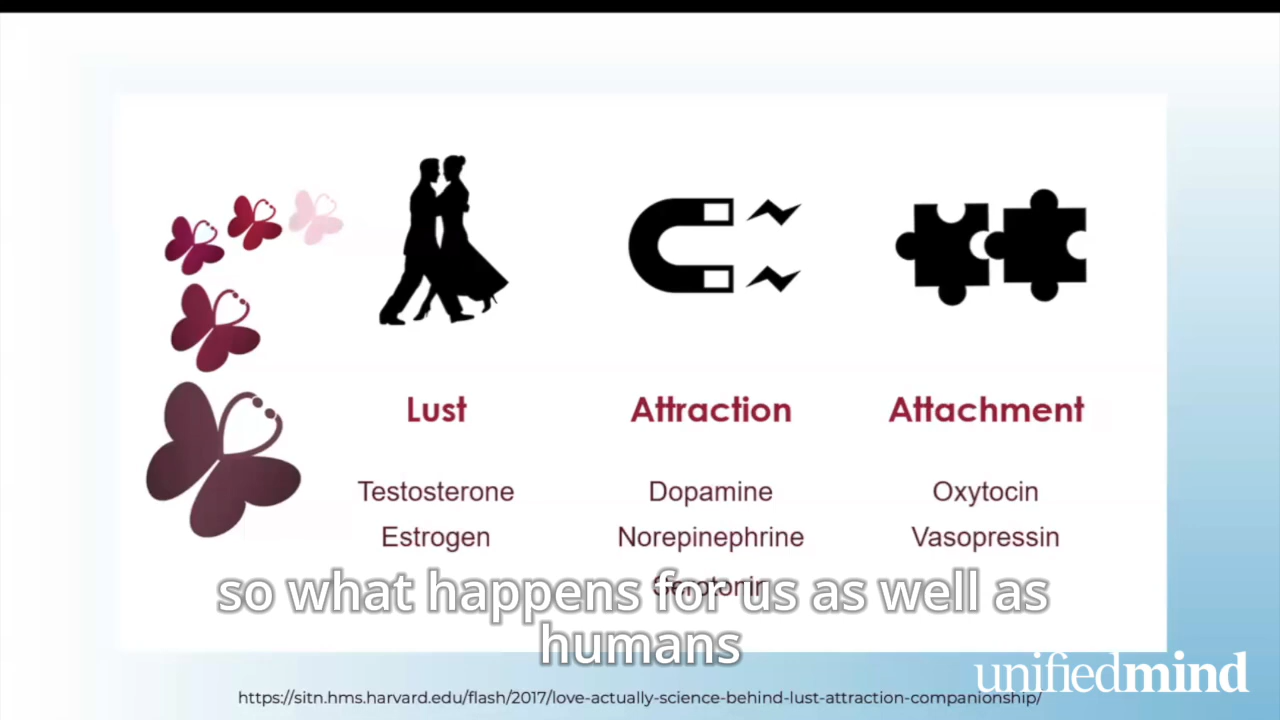 Lust Attraction Attachment
Testosterone Dopamine Oxytocin
Estrogen Norepinephrine Vasopressin
Serotonin
so what happens for us as well as
humans
unifiedmind
https://sitn.hms.harvard.edu/flash/2017/love-actually-science-behind-lust-attraction-companionship/